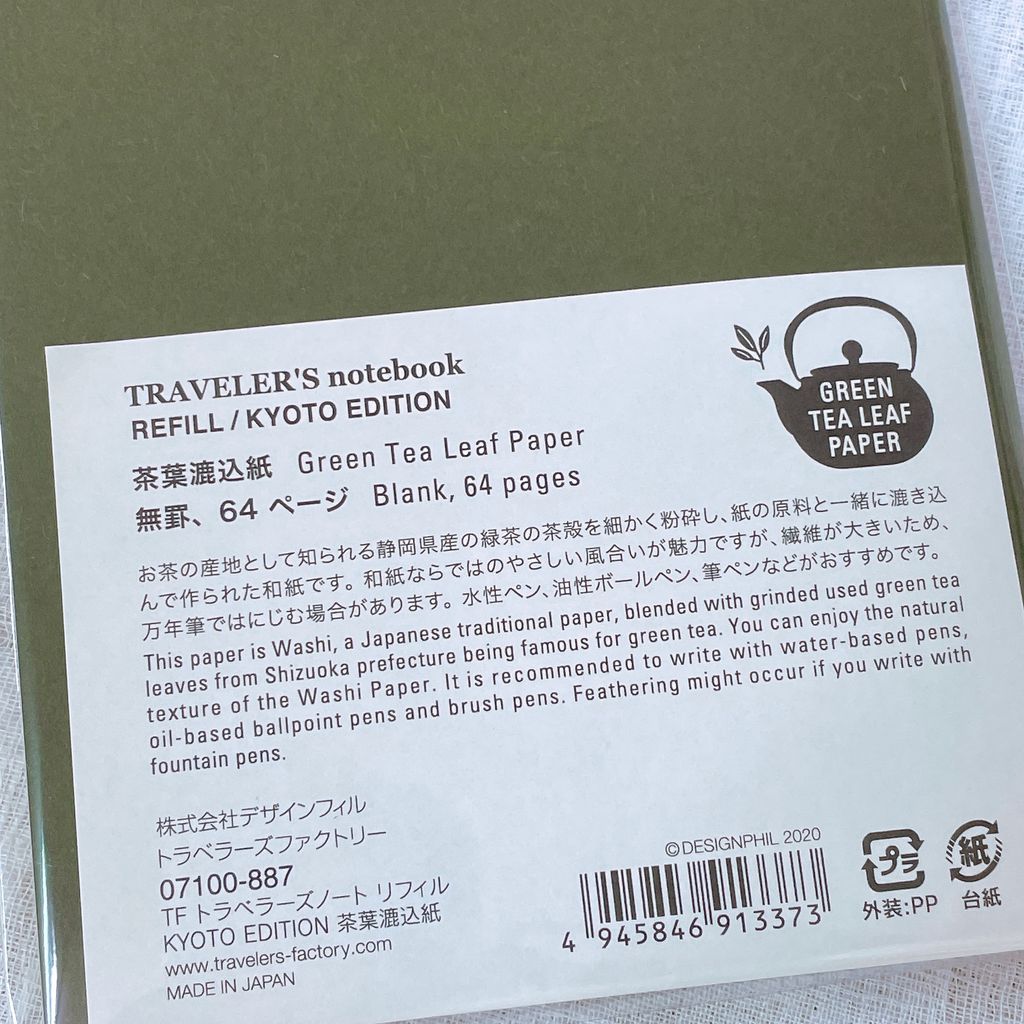 TRAVELER'S notebook
REFILL / KYOTO EDITION
茶葉漉込紙 Green Tea Leaf Paper
無罫、64 ページ Blank, 64 pages
GREEN
TEA LEAF
PAPER
お茶の産地として知られる静岡県産の緑茶の茶殻を細かく粉砕し、紙の原料と一緒に漉き込
んで作られた和紙です。和紙ならではのやさしい風合いが魅力ですが、繊維が大きいため、
万年筆ではにじむ場合があります。水性ペン、油性ボールペン、筆ペンなどがおすすめです。
This paper is Washi, a Japanese traditional paper, blended with grinded used green tea
leaves from Shizuoka prefecture being famous for green tea. You can enjoy the natural
texture of the Washi Paper. It is recommended to write with water-based pens,
oil-based ballpoint pens and brush pens. Feathering might occur if you write with
fountain pens.
株式会社デザインフィル
トラベラーズファクトリー
07100-887
TF トラベラーズノート リフィル
KYOTO EDITION 茶葉漉込紙
www.travelers-factory.com
MADE IN JAPAN
©DESIGNPHIL 2020
4 945846 913373
プラ
外装:PP
紙
台紙